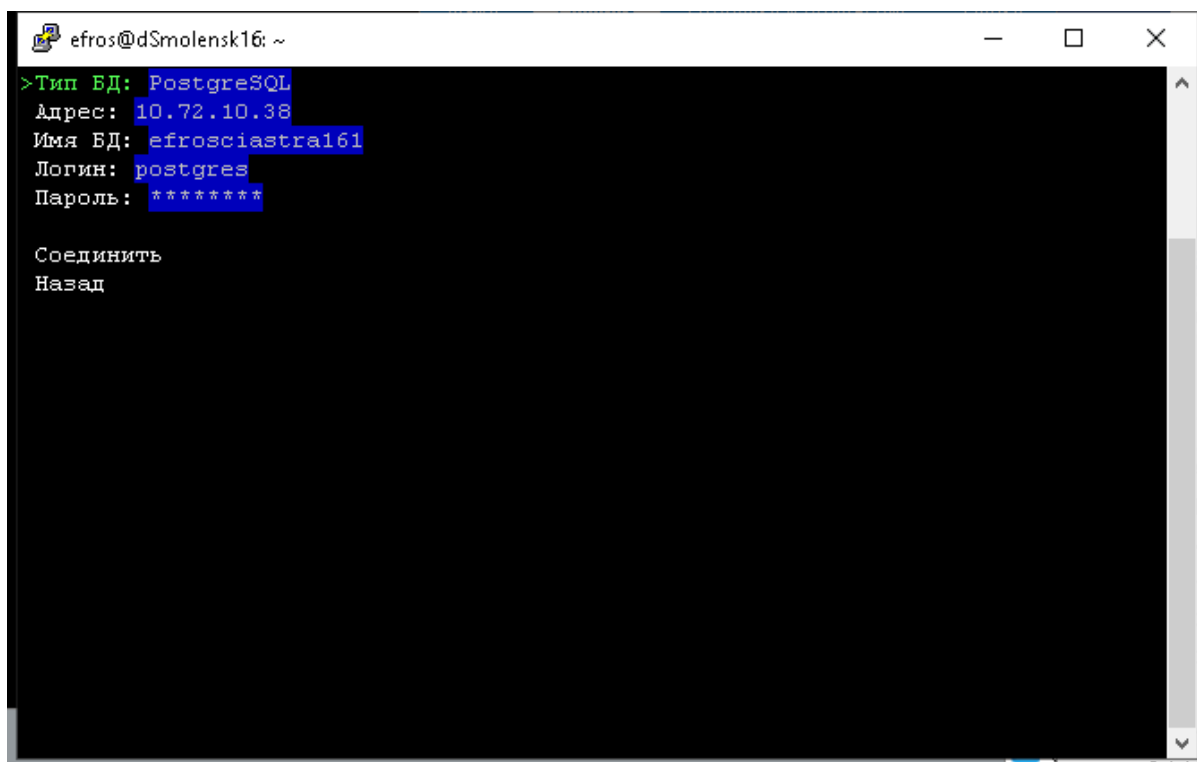 efros@dSmolensk16: ~
>Тип БД: PostgreSQL
Адрес: 10.72.10.38
Имя БД: efrosciastra161
Логин: postgres
Пароль: ********
Соединить
Назад